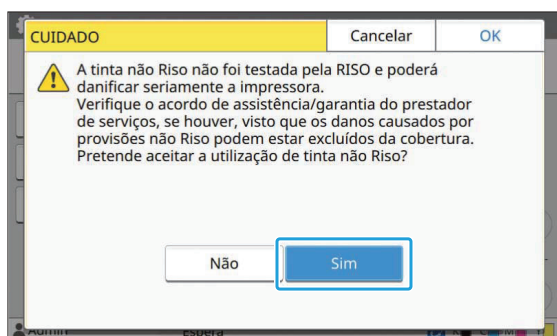 CUIDADO
Cancelar
OK
A tinta não Riso não foi testada pela RISO e poderá
danificar seriamente a impressora.
Verifique o acordo de assistência/garantia do prestador
de serviços, se houver, visto que os danos causados por
provisões não Riso podem estar excluídos da cobertura.
Pretende aceitar a utilização de tinta não Riso?
Não
Sim
Admin
Espera